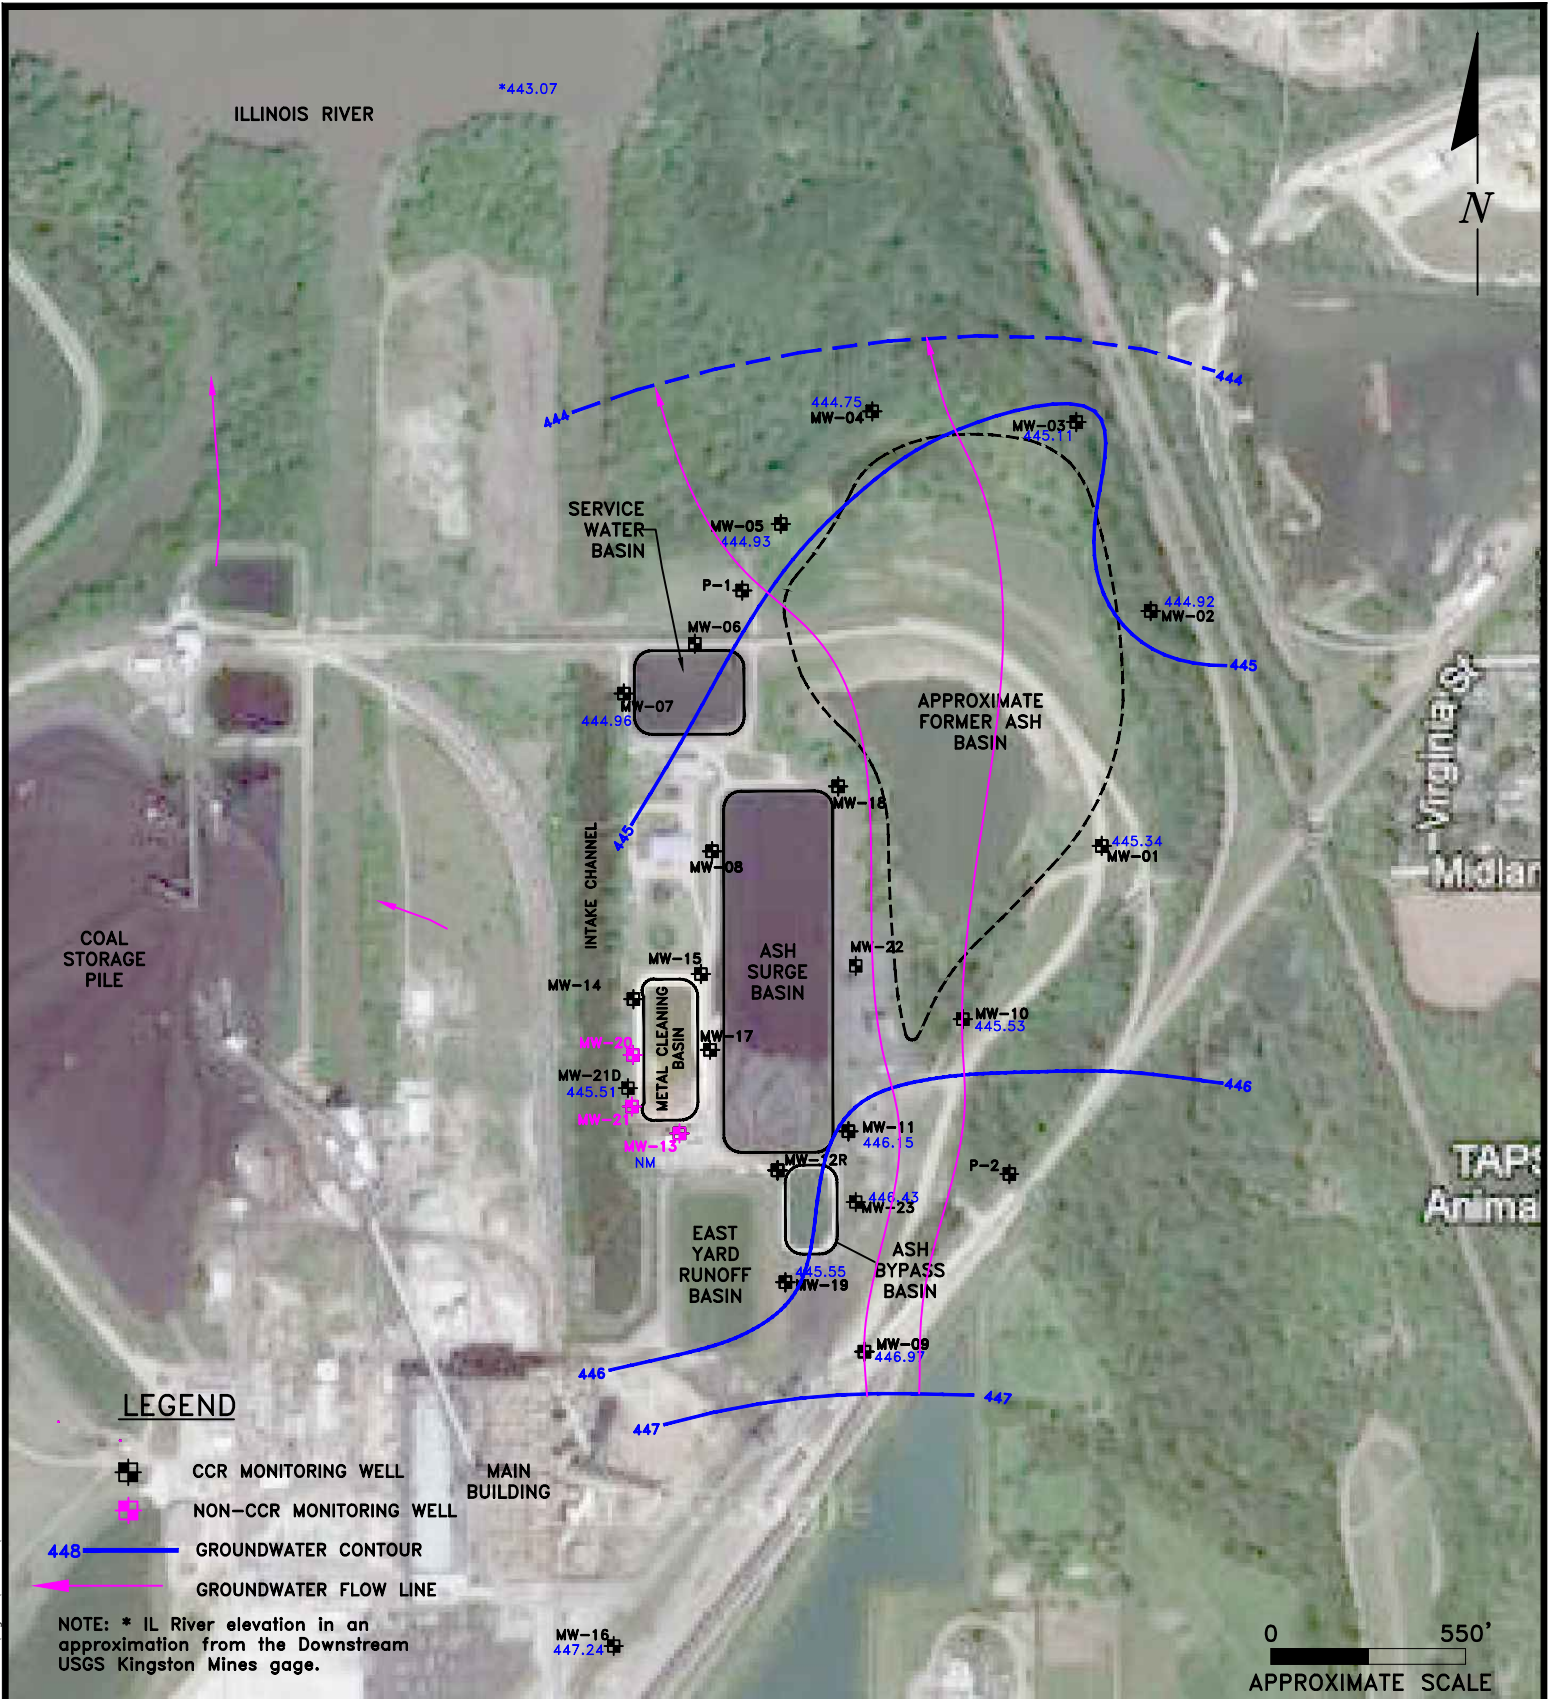 *443.07
ILLINOIS RIVER
N
444
444
444.75
MW-04
MW-03
445.11
SERVICE
WATER
BASIN
MW-05
444.93
P-1
444.92
MW-02
MW-06
445
MW-07
444.96
APPROXIMATE
FORMER ASH
BASIN
Virginia St
MW-18
445
445.34
MW-01
MW-08
Midlar
INTAKE CHANNEL
COAL
STORAGE
PILE
ASH
SURGE
BASIN
MW-22
MW-15
MW-14
METAL CLEANING
BASIN
MW-10
445.53
MW-20
MW-17
MW-21D
445.51
446
MW-21
MW-11
446.15
MW-13
NM
MW-12R
P-2
TAPS
Anima
446.43
MW-23
EAST
YARD
RUNOFF
BASIN
ASH
BYPASS
BASIN
445.55
MW-19
MW-09
446.97
446
447
447
LEGEND
CCR MONITORING WELL
NON-CCR MONITORING WELL
448 GROUNDWATER CONTOUR
GROUNDWATER FLOW LINE
MAIN
BUILDING
NOTE: * IL River elevation in an
approximation from the Downstream
USGS Kingston Mines gage.
MW-16
447.24
0 550'
APPROXIMATE SCALE